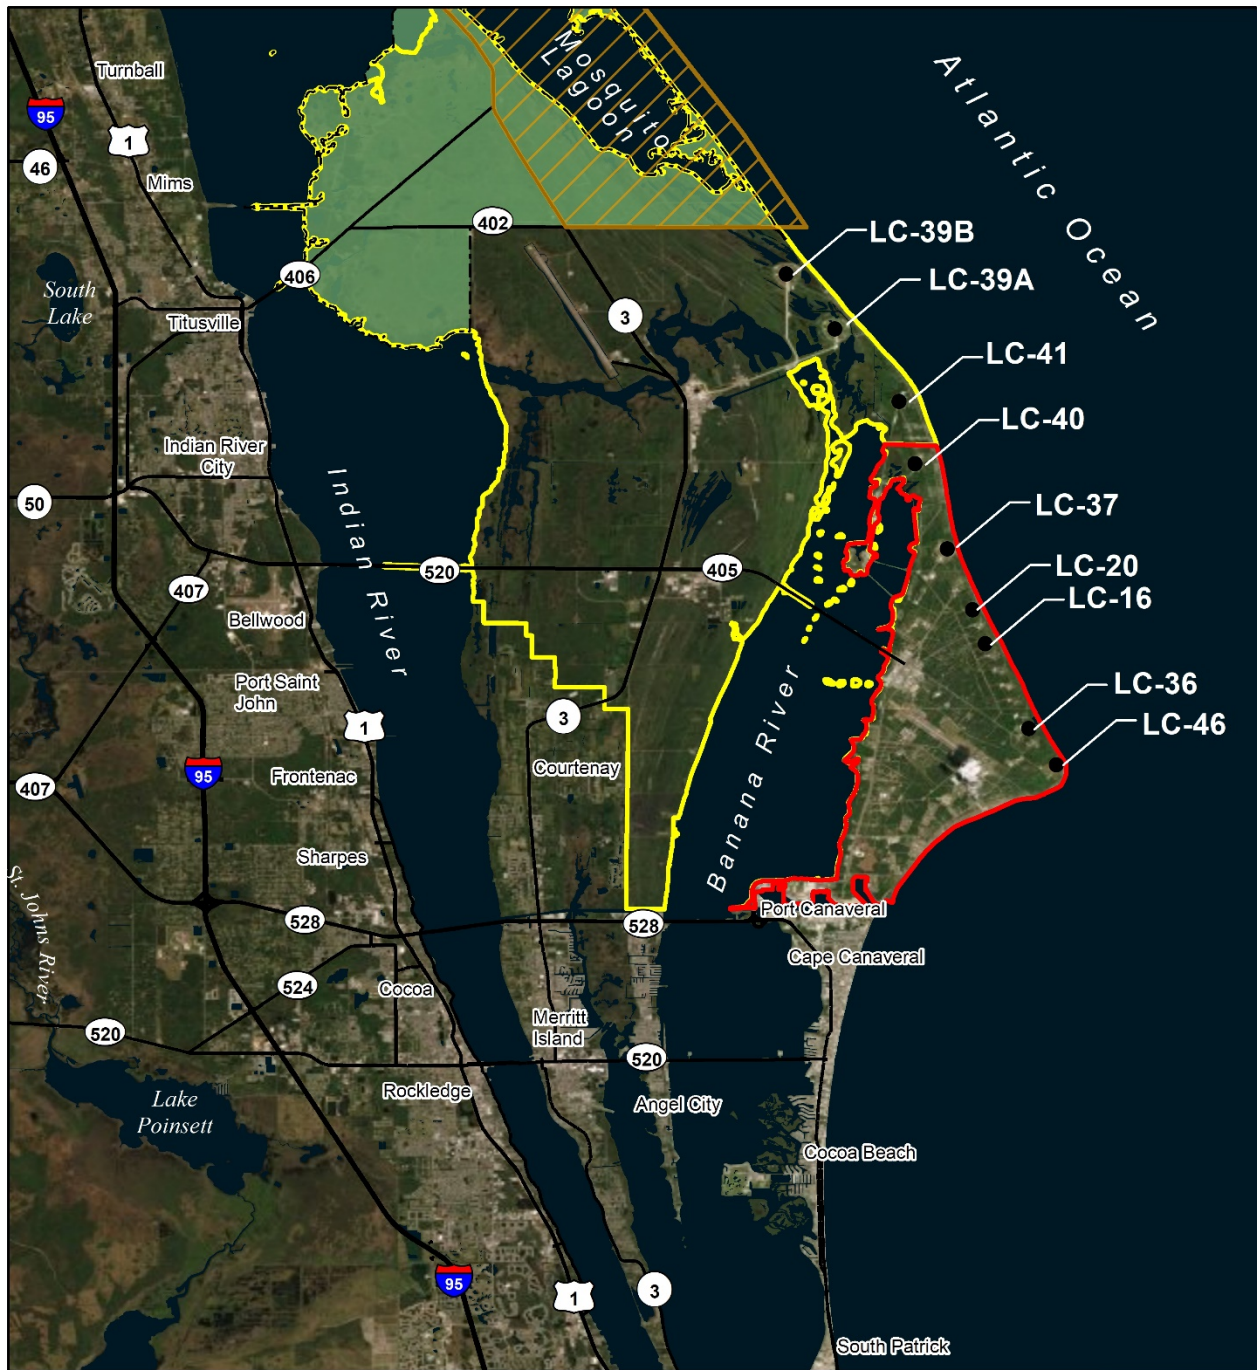 Turnball
95
1
46
Mims
Mosquito
Lagoon
Atlantic Ocean
402
406
LC-39B
LC-39A
South
Lake
Titusville
3
LC-41
LC-40
Indian River
City
50
Indian River
LC-37
520
405
407
LC-20
LC-16
Bellwood
Port Saint
John
LC-36
1
3
LC-46
Banana River
95
Frontenac
Courtenay
407
Sharpes
St. Johns River
Port Canaveral
528
528
Cape Canaveral
524
Cocoa
520
Merritt
Island
520
Rockledge
Angel City
Lake
Poinsett
Cocoa Beach
95
1
3
South Patrick